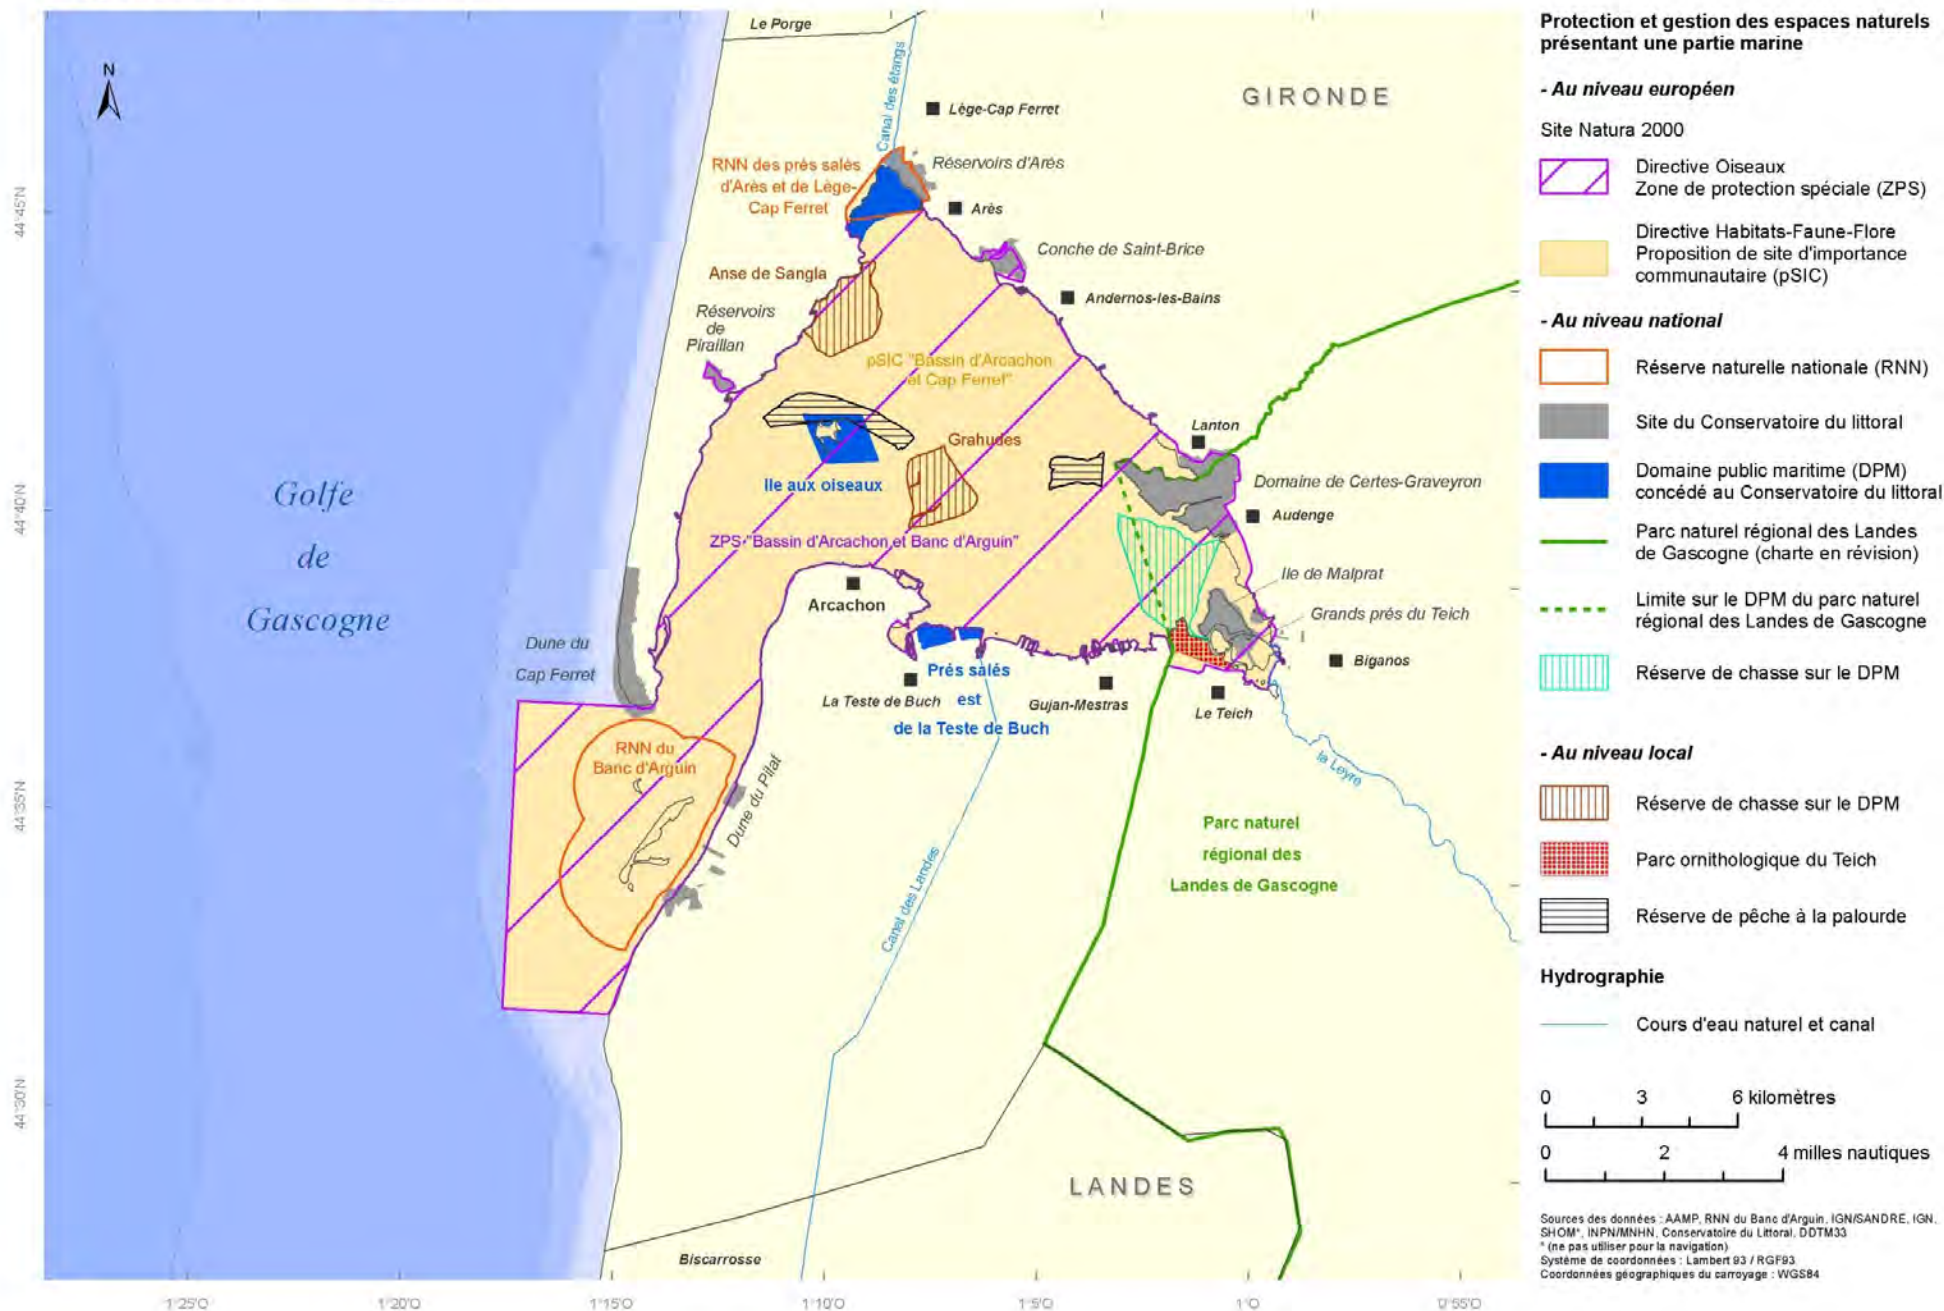 Le Porge
N
GIRONDE
Canal des étangs
Lège-Cap Ferret
RNN des prés salés
d'Arès et de Lège-
Cap Ferret
Réservoirs d'Arès
Arès
Conche de Saint-Brice
Anse de Sangla
Andernos-les-Bains
Réservoirs
de
Piraillan
pSIC "Bassin d'Arcachon
et Cap Ferret"
Lanton
Grahudes
Ile aux oiseaux
Domaine de Certes-Graveyron
Audenge
Golfe
de
Gascogne
ZPS "Bassin d'Arcachon et Banc d'Arguin"
Ile de Malprat
Arcachon
Grands prés du Teich
Dune du
Cap Ferret
Biganos
La Teste de Buch
Prés salés
est
de la Teste de Buch
Gujan-Mestras
Le Teich
RNN du
Banc d'Arguin
la Leyre
Dune du Pilat
Parc naturel
régional des
Landes de Gascogne
Canal des Landes
LANDES
Biscarrosse
44°45'N
44°40'N
44°35'N
44°30'N
1°25'O
1°20'O
1°15'O
1°10'O
1°5'O
1°O
0°55'O
Protection et gestion des espaces naturels
présentant une partie marine
- Au niveau européen
Site Natura 2000
Directive Oiseaux
Zone de protection spéciale (ZPS)
Directive Habitats-Faune-Flore
Proposition de site d'importance
communautaire (pSIC)
- Au niveau national
Réserve naturelle nationale (RNN)
Site du Conservatoire du littoral
Domaine public maritime (DPM)
concédé au Conservatoire du littoral
Parc naturel régional des Landes
de Gascogne (charte en révision)
Limite sur le DPM du parc naturel
régional des Landes de Gascogne
Réserve de chasse sur le DPM
- Au niveau local
Réserve de chasse sur le DPM
Parc ornithologique du Teich
Réserve de pêche à la palourde
Hydrographie
Cours d'eau naturel et canal
0 3 6 kilomètres
0 2 4 milles nautiques
Sources des données : AAMP, RNN du Banc d'Arguin, IGN/SANDRE, IGN,
SHOM*, INPN/MNHN, Conservatoire du Littoral, DDTM33
* (ne pas utiliser pour la navigation)
Système de coordonnées : Lambert 93 / RGF93
Coordonnées géographiques du carroyage : WGS84